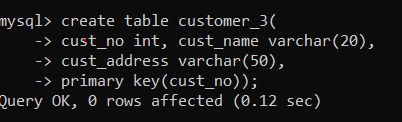 mysql> create table customer_3(
    -> cust_no int, cust_name varchar(20),
    -> cust_address varchar(50),
    -> primary key(cust_no));
Query OK, 0 rows affected (0.12 sec)